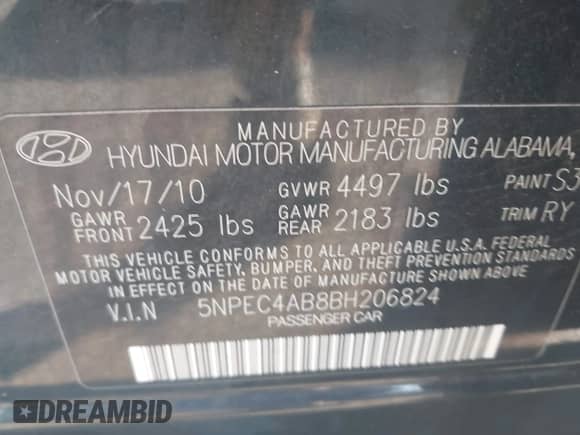 MANUFACTURED BY
HYUNDAI MOTOR MANUFACTURING ALABAMA,
Nov/17/10 GVWR 4497 lbs PAINT S3
GAWR FRONT 2425 lbs GAWR REAR 2183 lbs TRIM RY
THIS VEHICLE CONFORMS TO ALL APPLICABLE U.S.A. FEDERAL
MOTOR VEHICLE SAFETY, BUMPER, AND THEFT PREVENTION STANDARDS
IN EFFECT ON THE DATE OF MANUFACTURE SHOWN ABOVE
V.I.N 5NPEC4AB8BH206824
PASSENGER CAR
DREAMBID